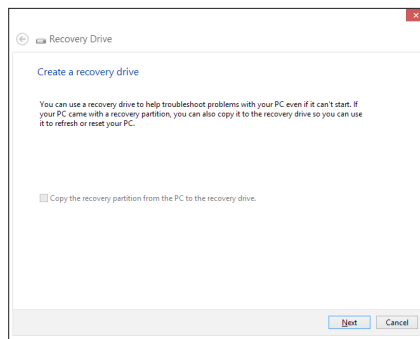 Recovery Drive
Create a recovery drive
You can use a recovery drive to help troubleshoot problems with your PC even if it can't start. If
your PC came with a recovery partition, you can also copy it to the recovery drive so you can use
it to refresh or reset your PC.
Copy the recovery partition from the PC to the recovery drive.
Next Cancel